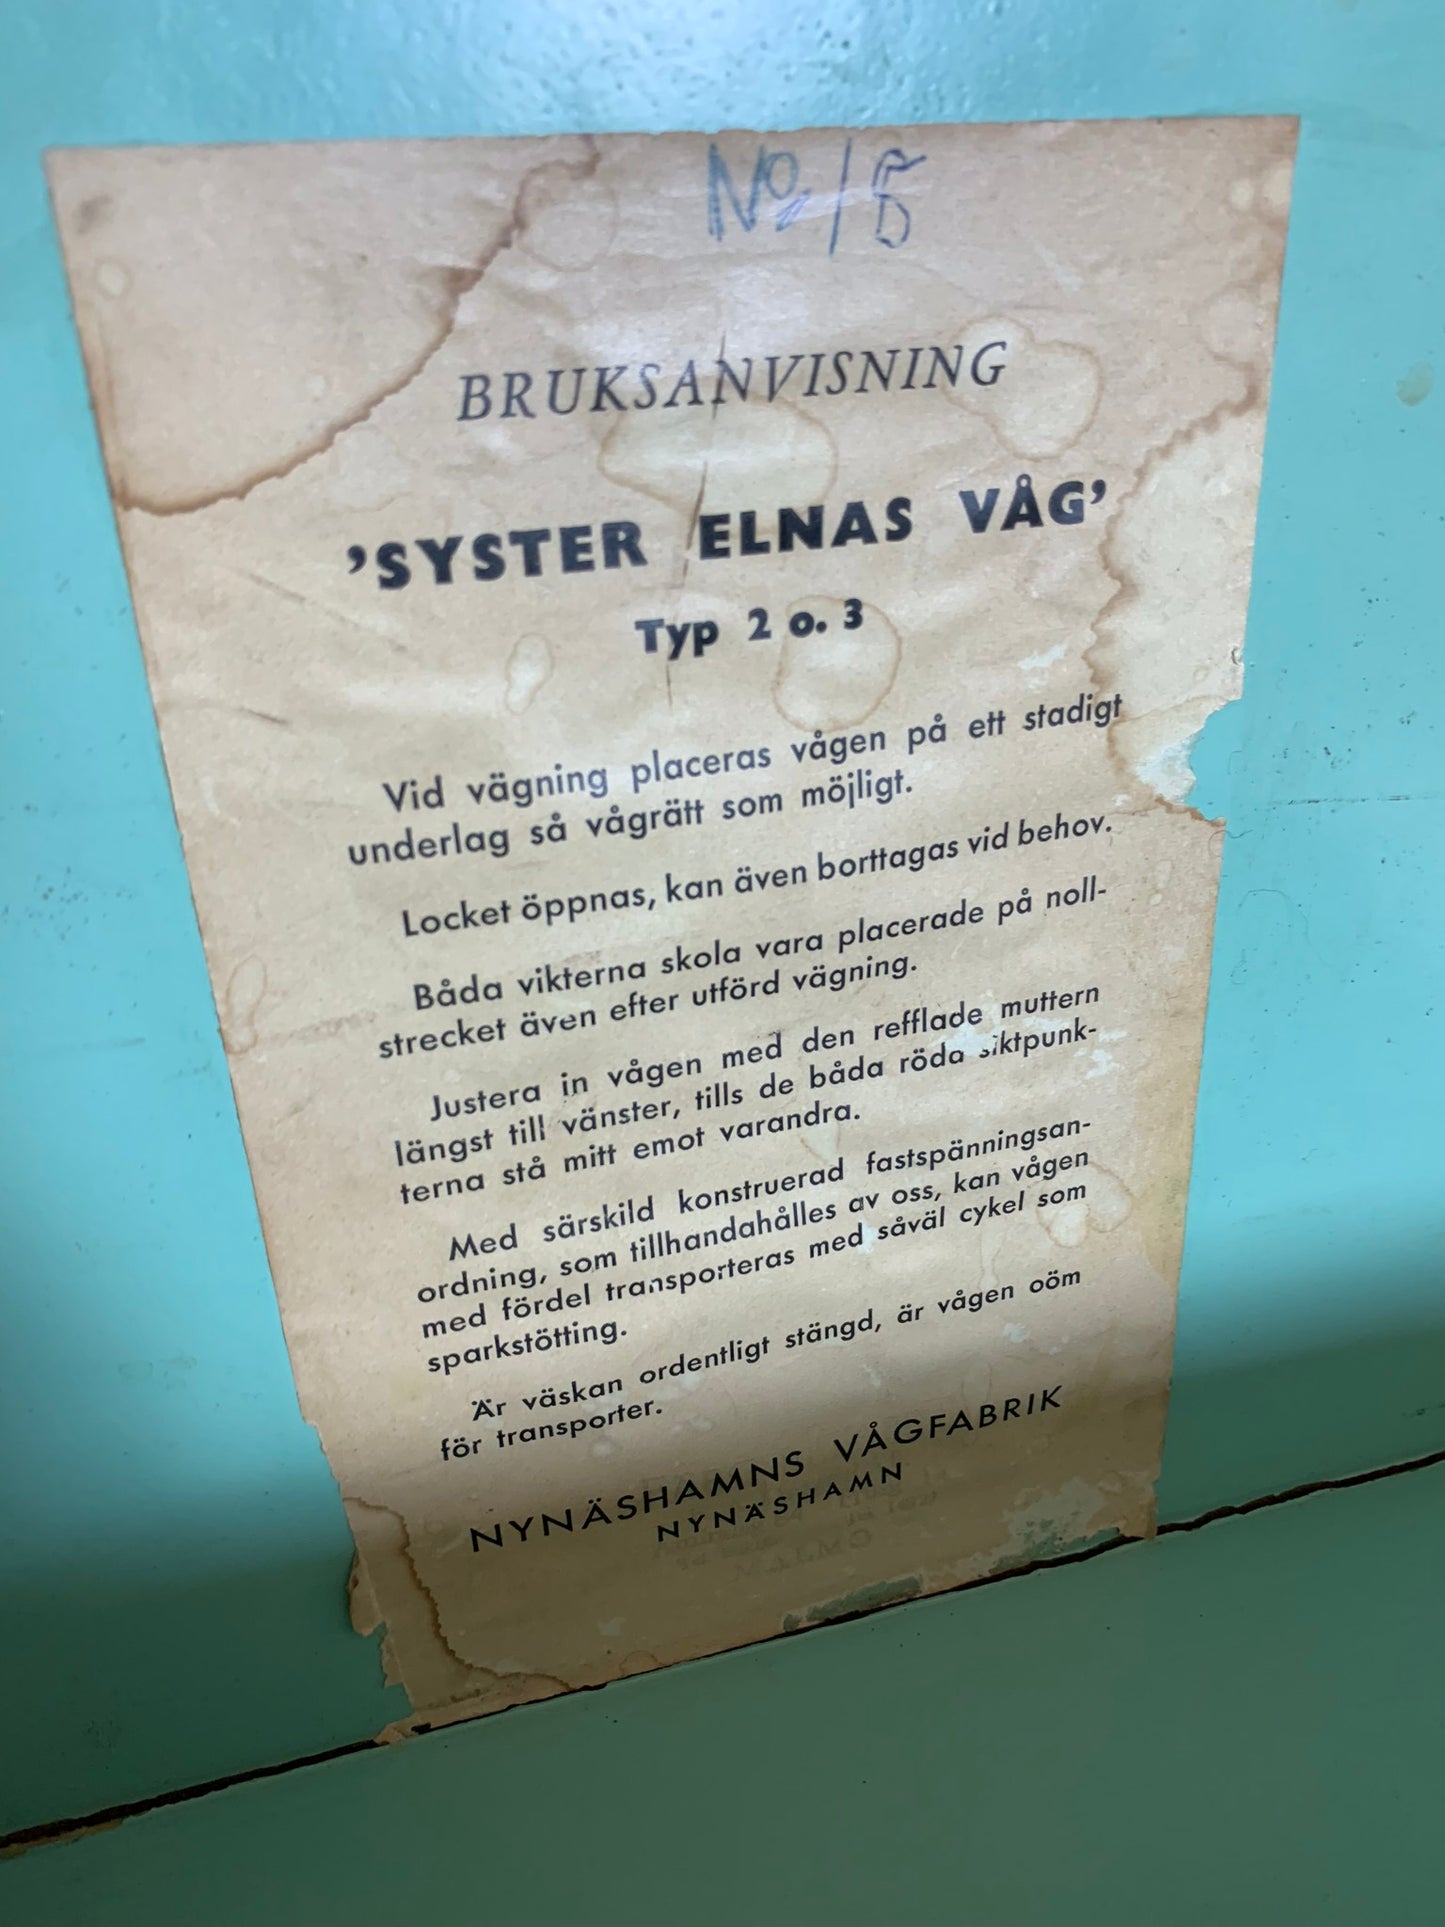 No
BRUKSANVISNING
’SYSTER ELNAS VÅG’
Typ 2 o. 3
Vid vägning placeras vågen på ett stadigt
underlag så vågrätt som möjligt.
Locket öppnas, kan även borttagas vid behov.
Båda vikterna skola vara placerade på noll-
strecket även efter utförd vägning.
Justera in vågen med den refflade muttern
längst till vänster, tills de båda röda siktpunk-
terna stå mitt emot varandra.
Med särskild konstruerad fastspänningsan-
ordning, som tillhandahålles av oss, kan vågen
med fördel transporteras med såväl cykel som
sparkstötting.
Är väskan ordentligt stängd, är vågen oöm
för transporter.
NYNÄSHAMNS VÅGFABRIK
NYNÄSHAMN